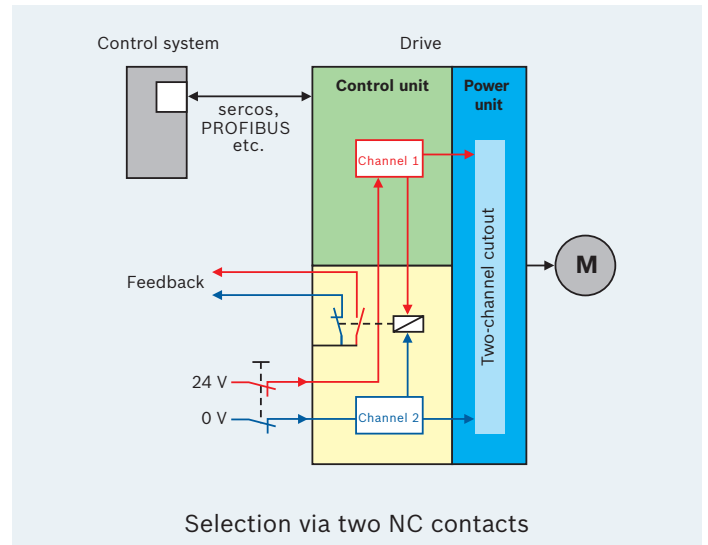 Control system
Drive
Control unit
Power
unit
sercos,
PROFIBUS
etc.
Channel 1
Two-channel cutout
M
Feedback
24 V
0 V
Channel 2
Selection via two NC contacts